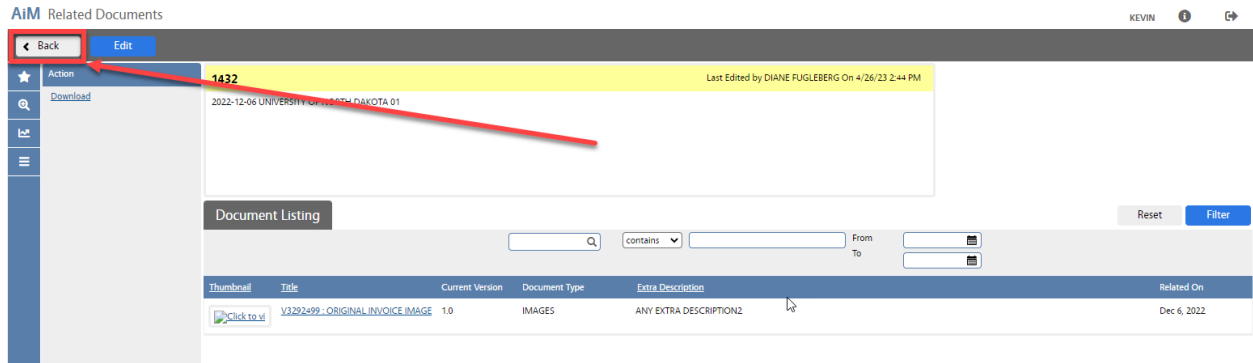 AiM Related Documents
KEVIN
Back
Edit
Action
Download
1432
Last Edited by DIANE FUGLEBERG On 4/26/23 2:44 PM
2022-12-06 UNIVERSITY OF NORTH DAKOTA 01
Document Listing
Reset
Filter
contains
From
To
Thumbnail Title Current Version Document Type Extra Description Related On
Click to vi V3292499 : ORIGINAL INVOICE IMAGE 1.0 IMAGES ANY EXTRA DESCRIPTION2 Dec 6, 2022